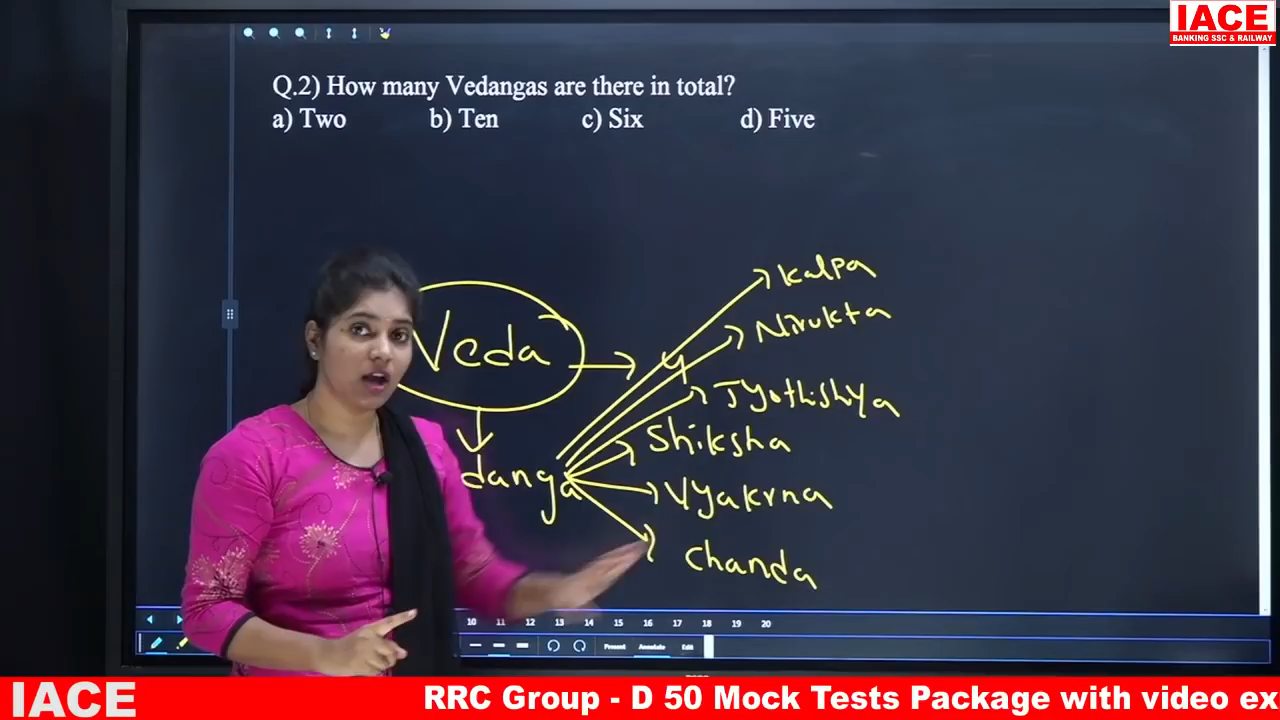 IACE
BANKING SSC & RAILWAY
Q.2) How many Vedangas are there in total?
a) Two b) Ten c) Six d) Five
Kalpa
Nirukta
Veda
4
Jyothishya
Shiksha
danga
Vyakrna
Chanda
10 11 12 13 14 15 16 17 18 19 20
Present Annotate Edit
IACE
RRC Group - D 50 Mock Tests Package with video ex